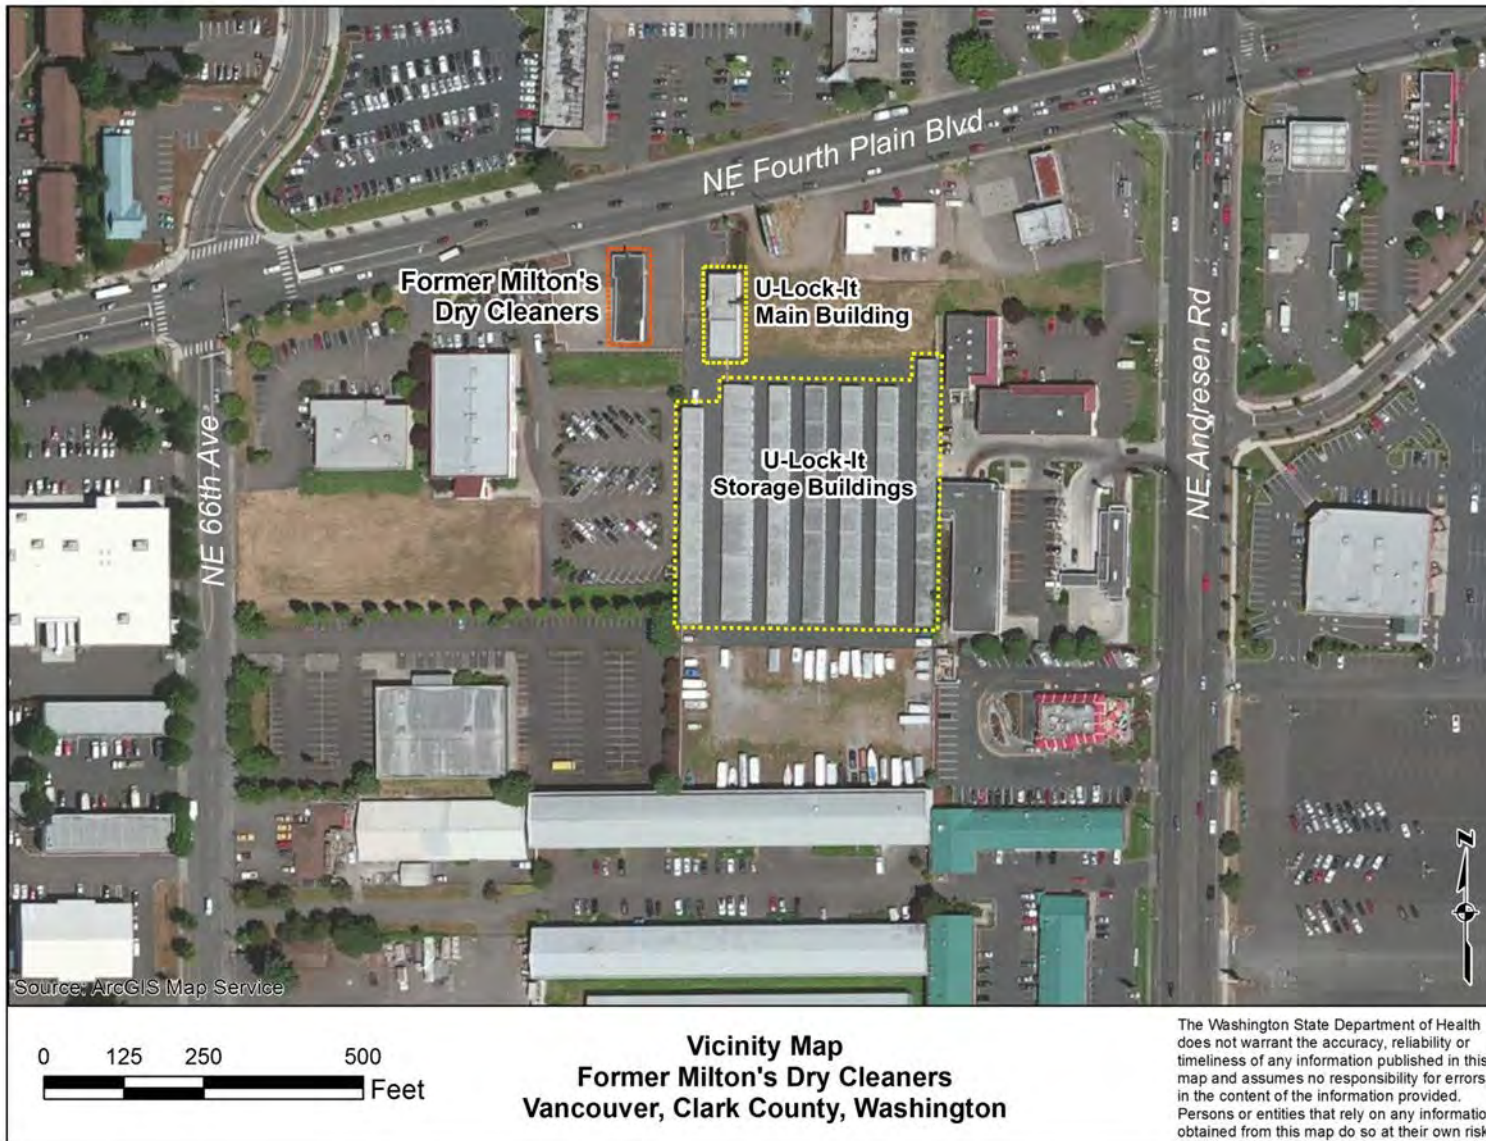 NE Fourth Plain Blvd
Former Milton's
Dry Cleaners
U-Lock-It
Main Building
NE Andresen Rd
NE 66th Ave
U-Lock-It
Storage Buildings
N
Source: ArcGIS Map Service
0 125 250 500
Feet
Vicinity Map
Former Milton's Dry Cleaners
Vancouver, Clark County, Washington
The Washington State Department of Health
does not warrant the accuracy, reliability or
timeliness of any information published in this
map and assumes no responsibility for errors
in the content of the information provided.
Persons or entities that rely on any informatio
obtained from this map do so at their own risk